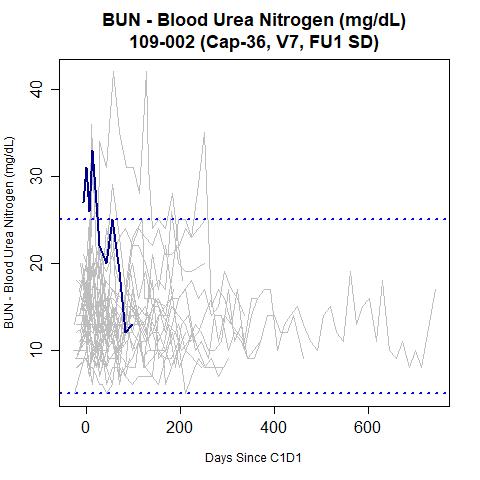 BUN - Blood Urea Nitrogen (mg/dL)
109-002 (Cap-36, V7, FU1 SD)
BUN - Blood Urea Nitrogen (mg/dL)
40
30
20
10
0
200
400
600
Days Since C1D1